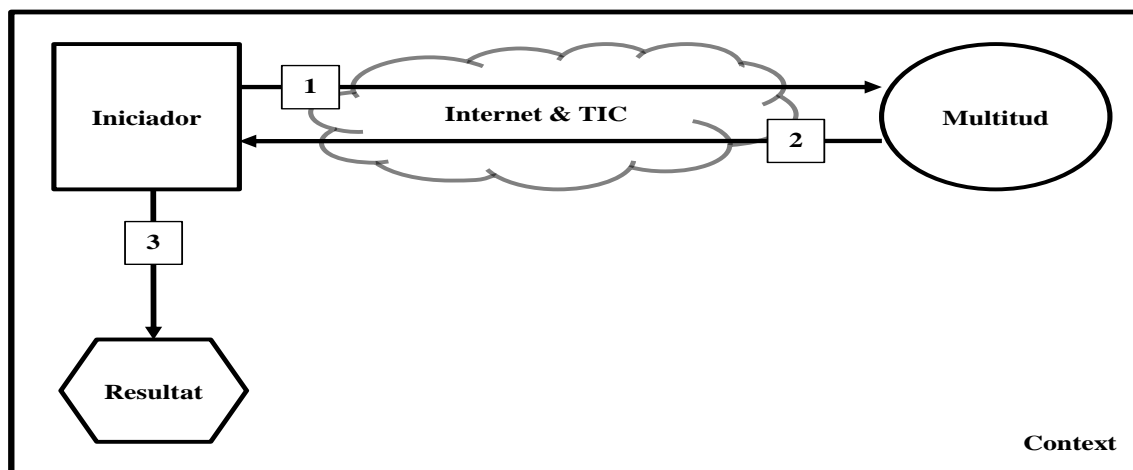 1
Iniciador
Internet & TIC
Multitud
2
3
Resultat
Context